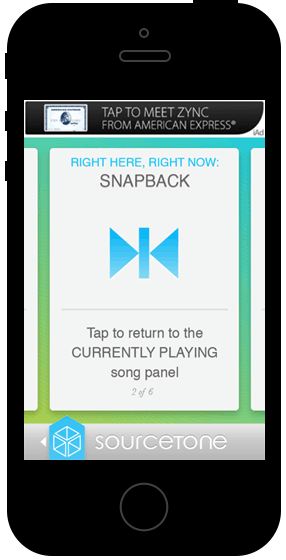 TAP TO MEET ZYNC
FROM AMERICAN EXPRESS®
iAd
RIGHT HERE, RIGHT NOW:
SNAPBACK
Tap to return to the
CURRENTLY PLAYING
song panel
2 of 6
sourcetone